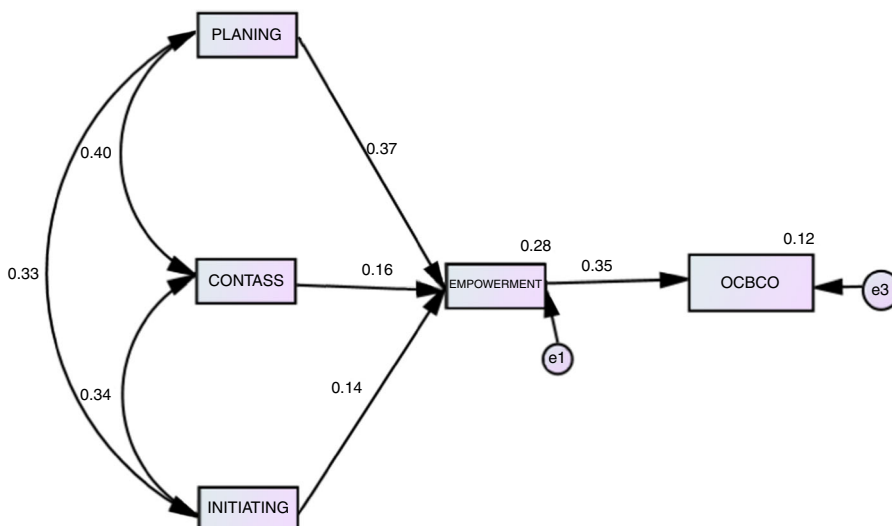 PLANING
0.40
0.37
0.33
CONTASS
0.16
0.28
EMPOWERMENT
0.35
0.12
OCBCO
e3
e1
0.34
0.14
INITIATING